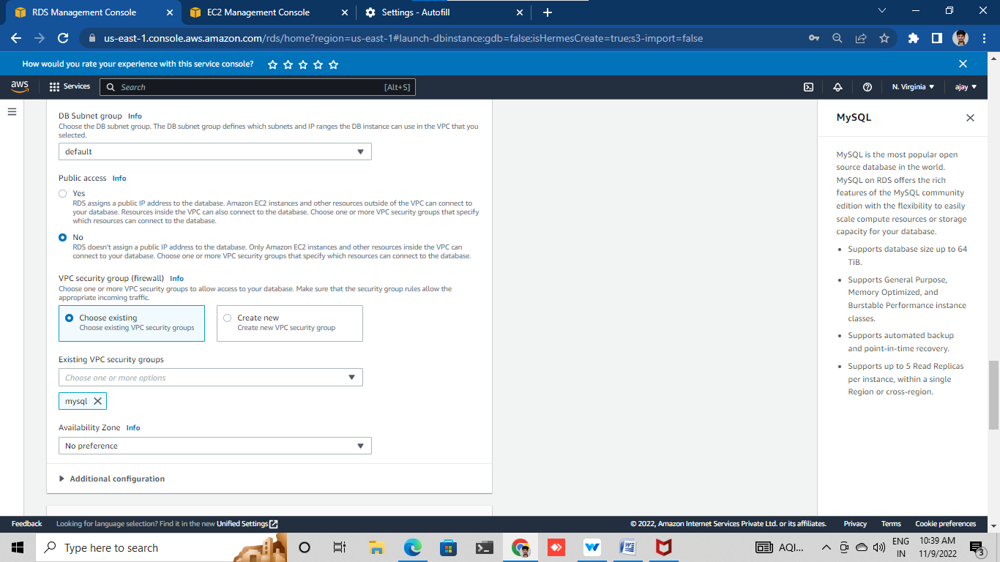 RDS Management Console
EC2 Management Console
Settings - Autofill
us-east-1.console.aws.amazon.com/rds/home?region=us-east-1#launch-dbinstance:gdb=false;isHermesCreate=true;s3-import=false
How would you rate your experience with this service console?
aws
Services
Search
[Alt+S]
N. Virginia
ajay
DB Subnet group Info
Choose the DB subnet group. The DB subnet group defines which subnets and IP ranges the DB instance can use in the VPC that you
selected.
default
Public access Info
Yes
RDS assigns a public IP address to the database. Amazon EC2 instances and other resources outside of the VPC can connect to
your database. Resources inside the VPC can also connect to the database. Choose one or more VPC security groups that specify
which resources can connect to the database.
No
RDS doesn't assign a public IP address to the database. Only Amazon EC2 instances and other resources inside the VPC can
connect to your database. Choose one or more VPC security groups that specify which resources can connect to the database.
VPC security group (firewall) Info
Choose one or more VPC security groups to allow access to your database. Make sure that the security group rules allow the
appropriate incoming traffic.
Choose existing
Choose existing VPC security groups
Create new
Create new VPC security group
Existing VPC security groups
Choose one or more options
mysql
Availability Zone Info
No preference
Additional configuration
MySQL
MySQL is the most popular open
source database in the world.
MySQL on RDS offers the rich
features of the MySQL community
edition with the flexibility to easily
scale compute resources or storage
capacity for your database.
• Supports database size up to 64
TiB.
• Supports General Purpose,
Memory Optimized, and
Burstable Performance instance
classes.
• Supports automated backup
and point-in-time recovery.
• Supports up to 5 Read Replicas
per instance, within a single
Region or cross-region.
Feedback
Looking for language selection? Find it in the new Unified Settings
© 2022, Amazon Internet Services Private Ltd. or its affiliates.
Privacy
Terms
Cookie preferences
Type here to search
AQI...
ENG
IN
10:39 AM
11/9/2022
3